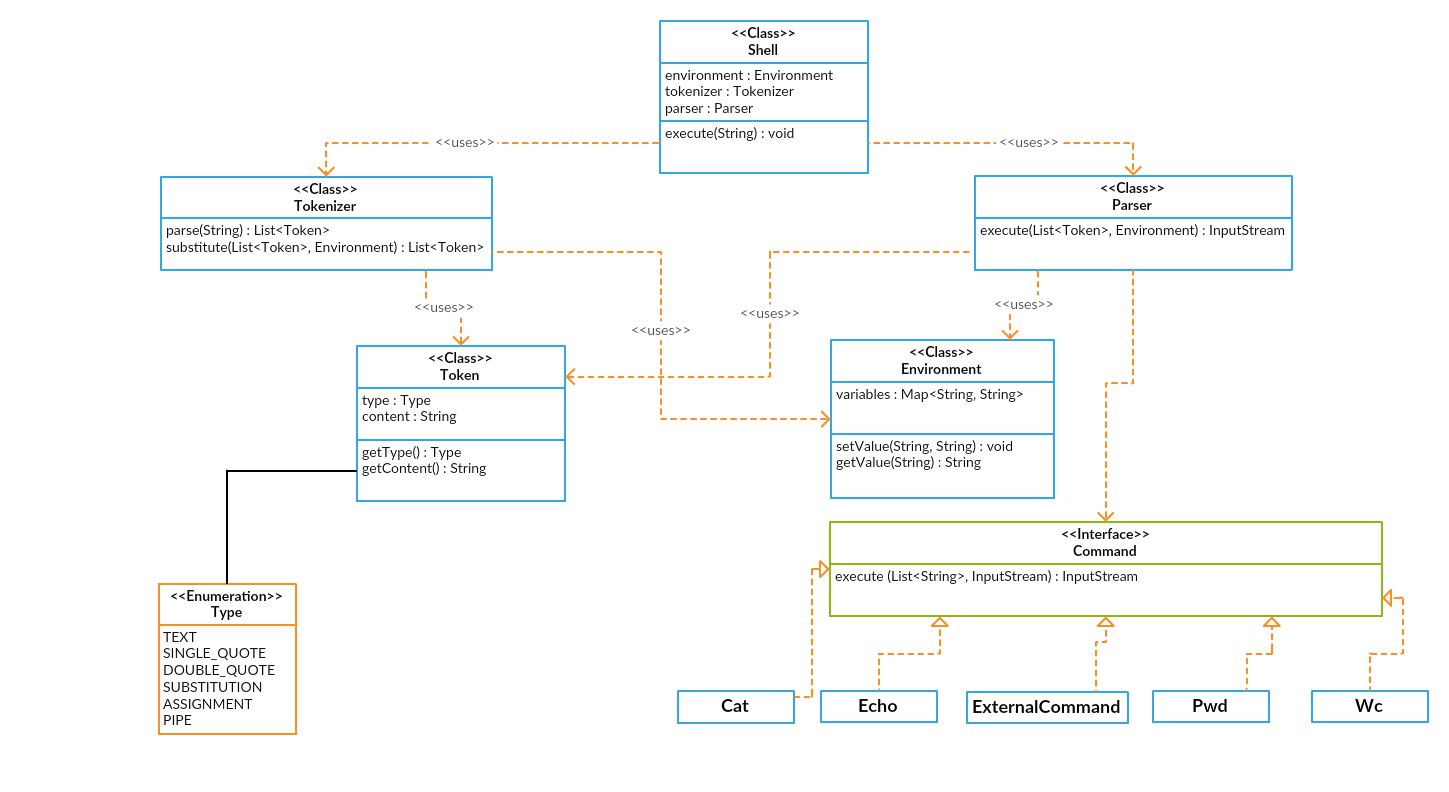 <<Class>>
Shell
environment : Environment
tokenizer : Tokenizer
parser : Parser
execute(String) : void
<<uses>>
<<uses>>
<<Class>>
Tokenizer
parse(String) : List<Token>
substitute(List<Token>, Environment) : List<Token>
<<Class>>
Parser
execute(List<Token>, Environment) : InputStream
<<uses>>
<<uses>>
<<uses>>
<<uses>>
<<Class>>
Token
type : Type
content : String
getType() : Type
getContent() : String
<<Class>>
Environment
variables : Map<String, String>
setValue(String, String) : void
getValue(String) : String
<<Interface>>
Command
execute (List<String>, InputStream) : InputStream
<<Enumeration>>
Type
TEXT
SINGLE_QUOTE
DOUBLE_QUOTE
SUBSTITUTION
ASSIGNMENT
PIPE
Cat
Echo
ExternalCommand
Pwd
Wc